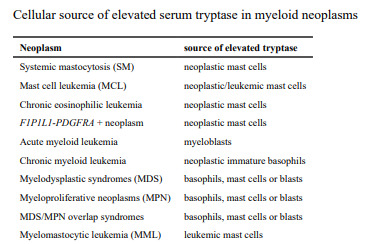 Cellular source of elevated serum tryptase in myeloid neoplasms
Neoplasm source of elevated tryptase
Systemic mastocytosis (SM) neoplastic mast cells
Mast cell leukemia (MCL) neoplastic/leukemic mast cells
Chronic eosinophilic leukemia neoplastic mast cells
F1P1L1-PDGFRA + neoplasm neoplastic mast cells
Acute myeloid leukemia myeloblasts
Chronic myeloid leukemia neoplastic immature basophils
Myelodysplastic syndromes (MDS) basophils, mast cells or blasts
Myeloproliferative neoplasms (MPN) basophils, mast cells or blasts
MDS/MPN overlap syndromes basophils, mast cells or blasts
Myelomastocytic leukemia (MML) leukemic mast cells